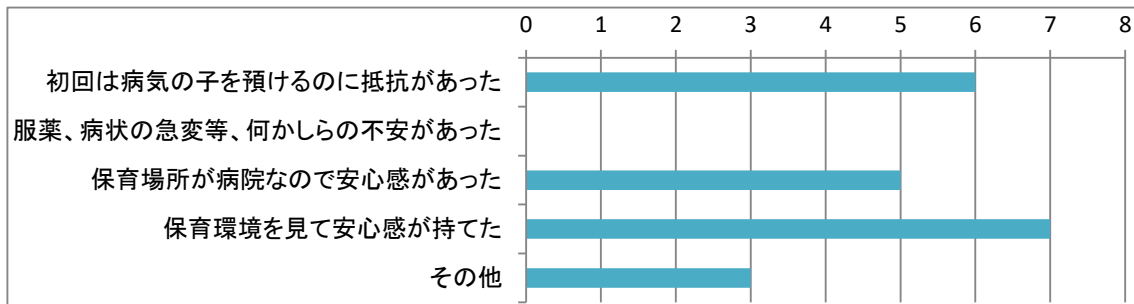 0 1 2 3 4 5 6 7 8
初回は病気の子を預けるのに抵抗があった
服薬、病状の急変等、何かしらの不安があった
保育場所が病院なので安心感があった
保育環境を見て安心感が持てた
その他